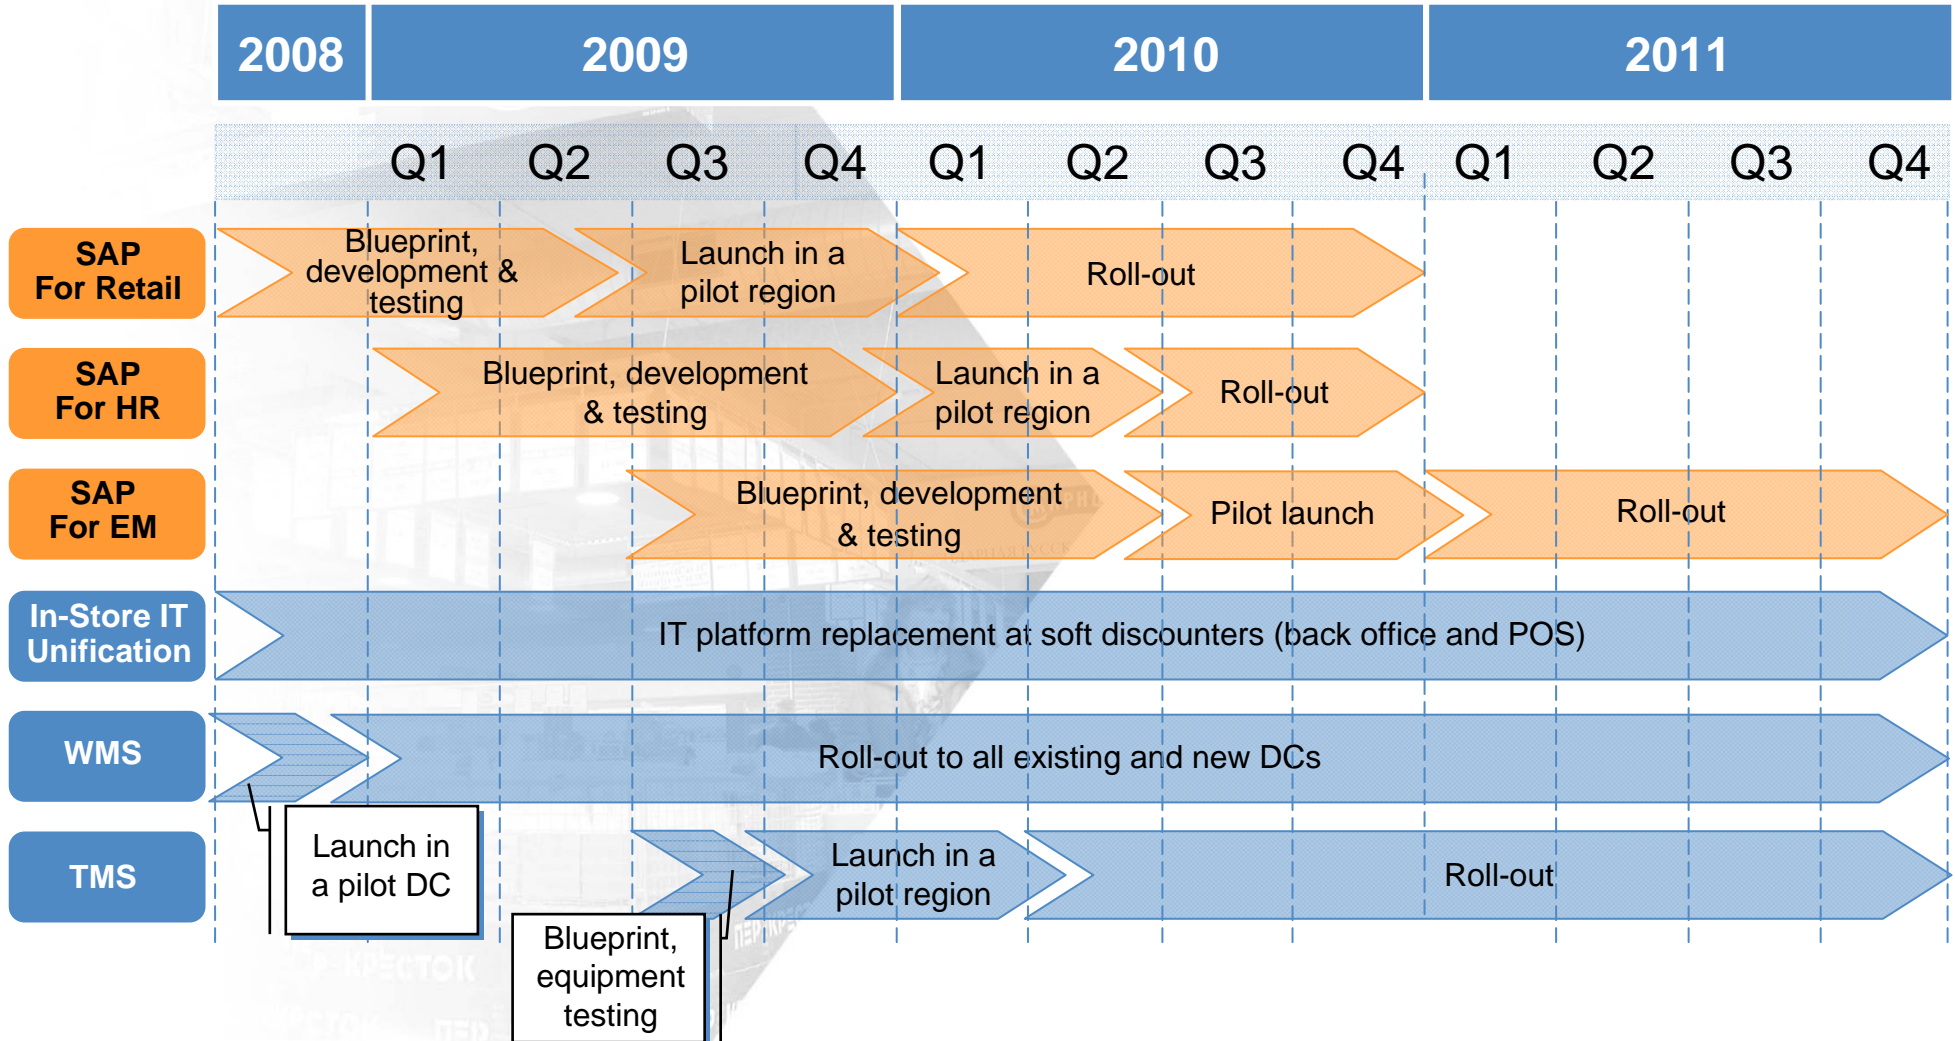 2008 2009 2010 2011
Q1 Q2 Q3 Q4 Q1 Q2 Q3 Q4 Q1 Q2 Q3 Q4
SAP
For Retail
Blueprint,
development &
testing
Launch in a
pilot region
Roll-out
SAP
For HR
Blueprint, development
& testing
Launch in a
pilot region
Roll-out
SAP
For EM
Blueprint, development
& testing
Pilot launch
Roll-out
In-Store IT
Unification
IT platform replacement at soft discounters (back office and POS)
WMS
Roll-out to all existing and new DCs
Launch in
a pilot DC
TMS
Launch in a
pilot region
Roll-out
Blueprint,
equipment
testing